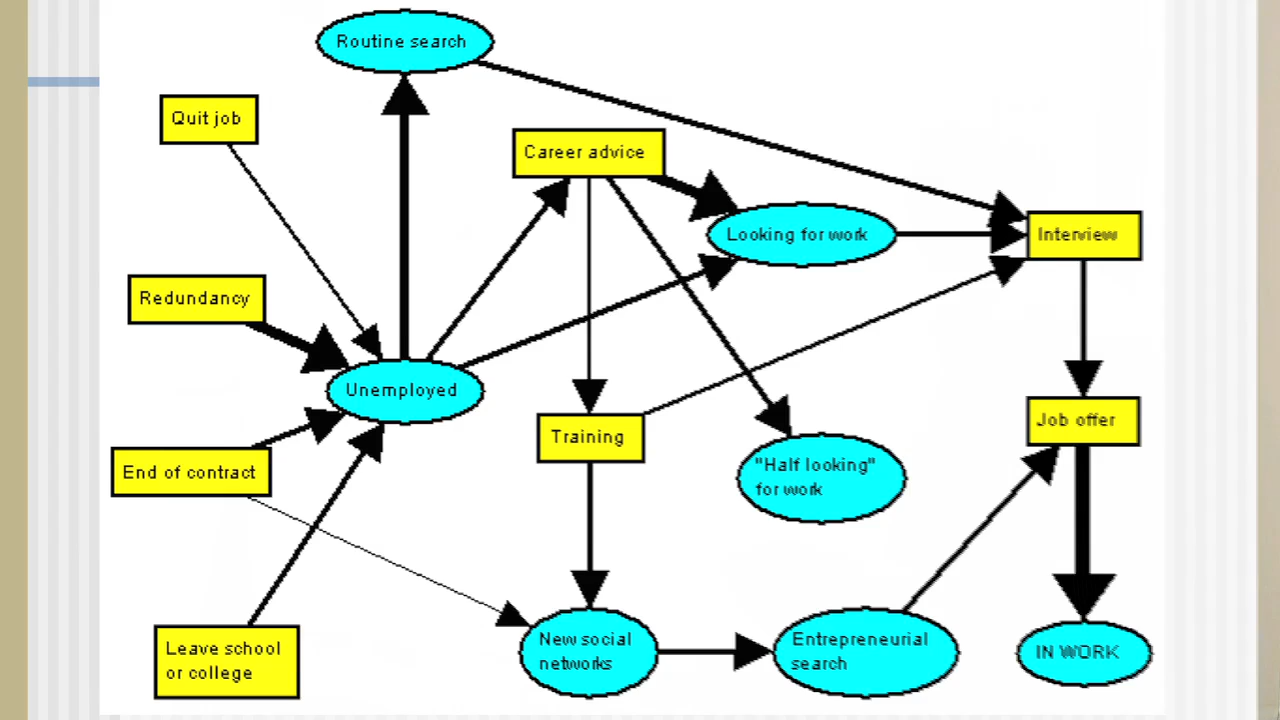 Routine search
Quit job
Career advice
Looking for work
Interview
Redundancy
Unemployed
Job offer
Training
"Half looking"
for work
End of contract
Leave school
or college
New social
networks
Entrepreneurial
search
IN WORK